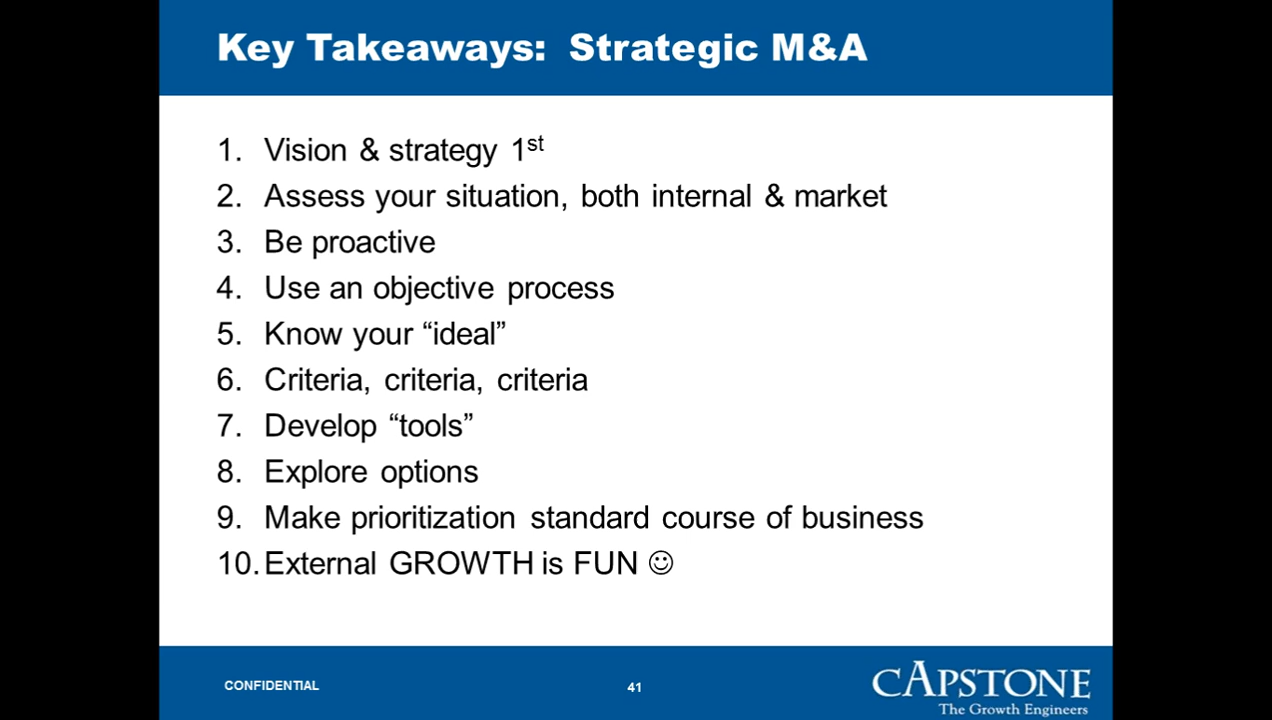 Key Takeaways: Strategic M&A
1. Vision & strategy 1st
2. Assess your situation, both internal & market
3. Be proactive
4. Use an objective process
5. Know your “ideal”
6. Criteria, criteria, criteria
7. Develop “tools”
8. Explore options
9. Make prioritization standard course of business
10. External GROWTH is FUN ☺
CONFIDENTIAL
41
CAPSTONE
The Growth Engineers